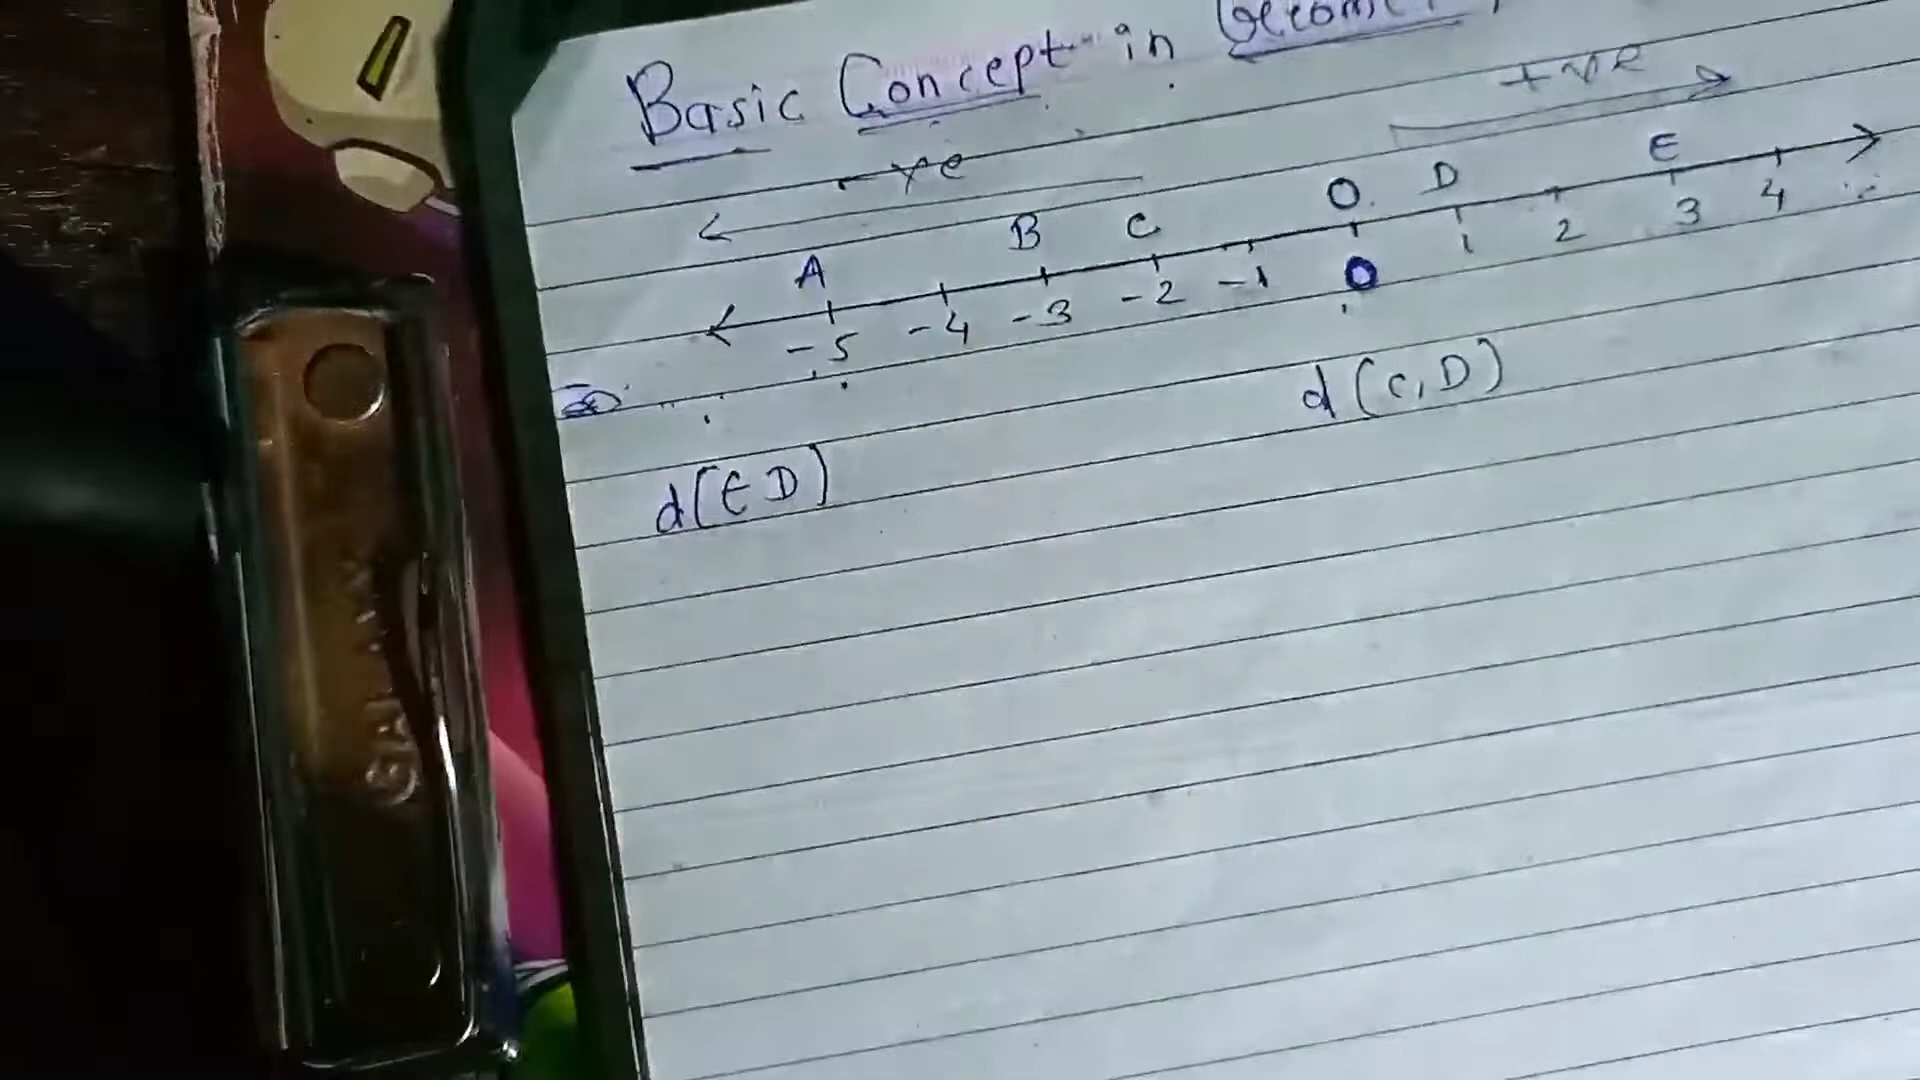 Basic Concept in
+ve
-ve
A B C O D E
-5 -4 -3 -2 -1 0 1 2 3 4
d(C,D)
d(E D)